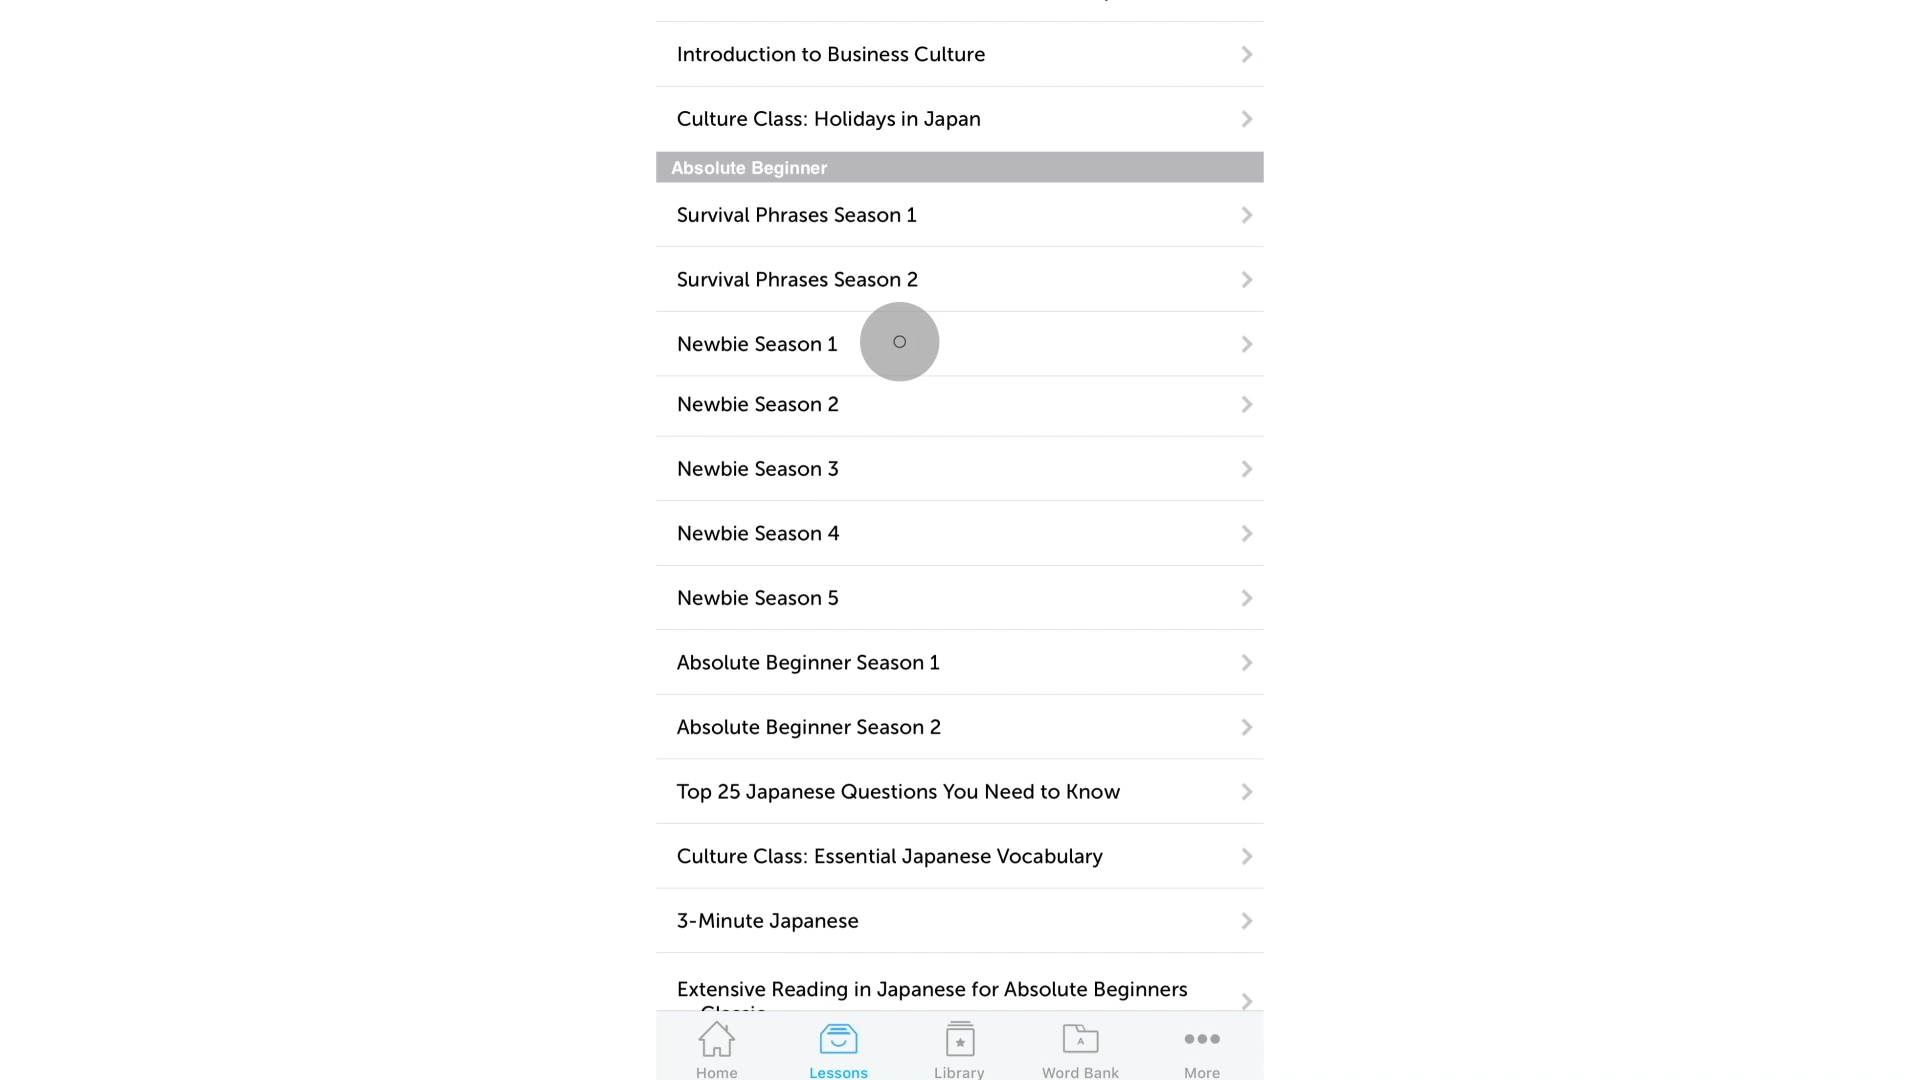 Introduction to Business Culture
Culture Class: Holidays in Japan
Absolute Beginner
Survival Phrases Season 1
Survival Phrases Season 2
Newbie Season 1
Newbie Season 2
Newbie Season 3
Newbie Season 4
Newbie Season 5
Absolute Beginner Season 1
Absolute Beginner Season 2
Top 25 Japanese Questions You Need to Know
Culture Class: Essential Japanese Vocabulary
3-Minute Japanese
Extensive Reading in Japanese for Absolute Beginners
A
Home
Lessons
Library
Word Bank
More